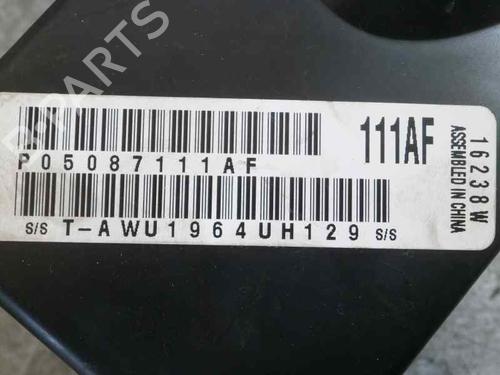 P05087111AF
111AF
S/S T-AWU1964UH129 S/S
16238W
ASSEMBLED IN CHINA
B-PARTS